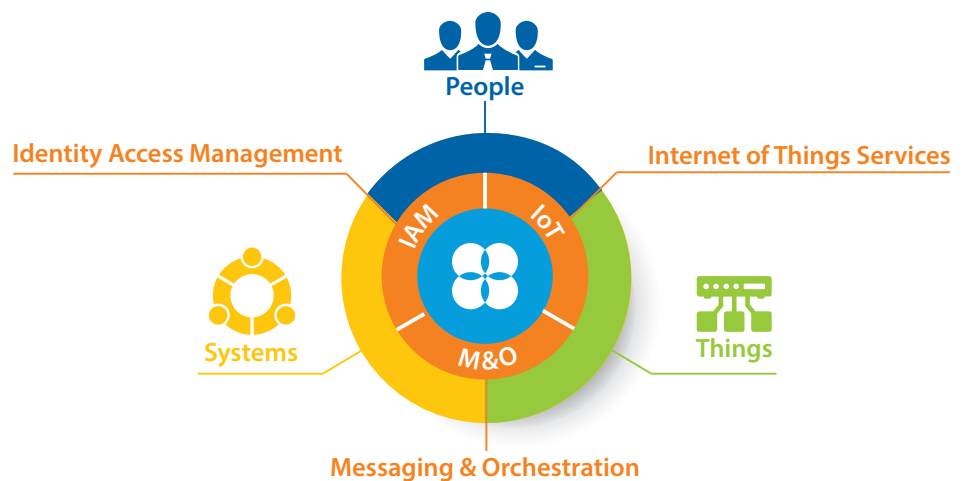 People
Identity Access Management
Internet of Things Services
IAM
IoT
Systems
Things
M&O
Messaging & Orchestration